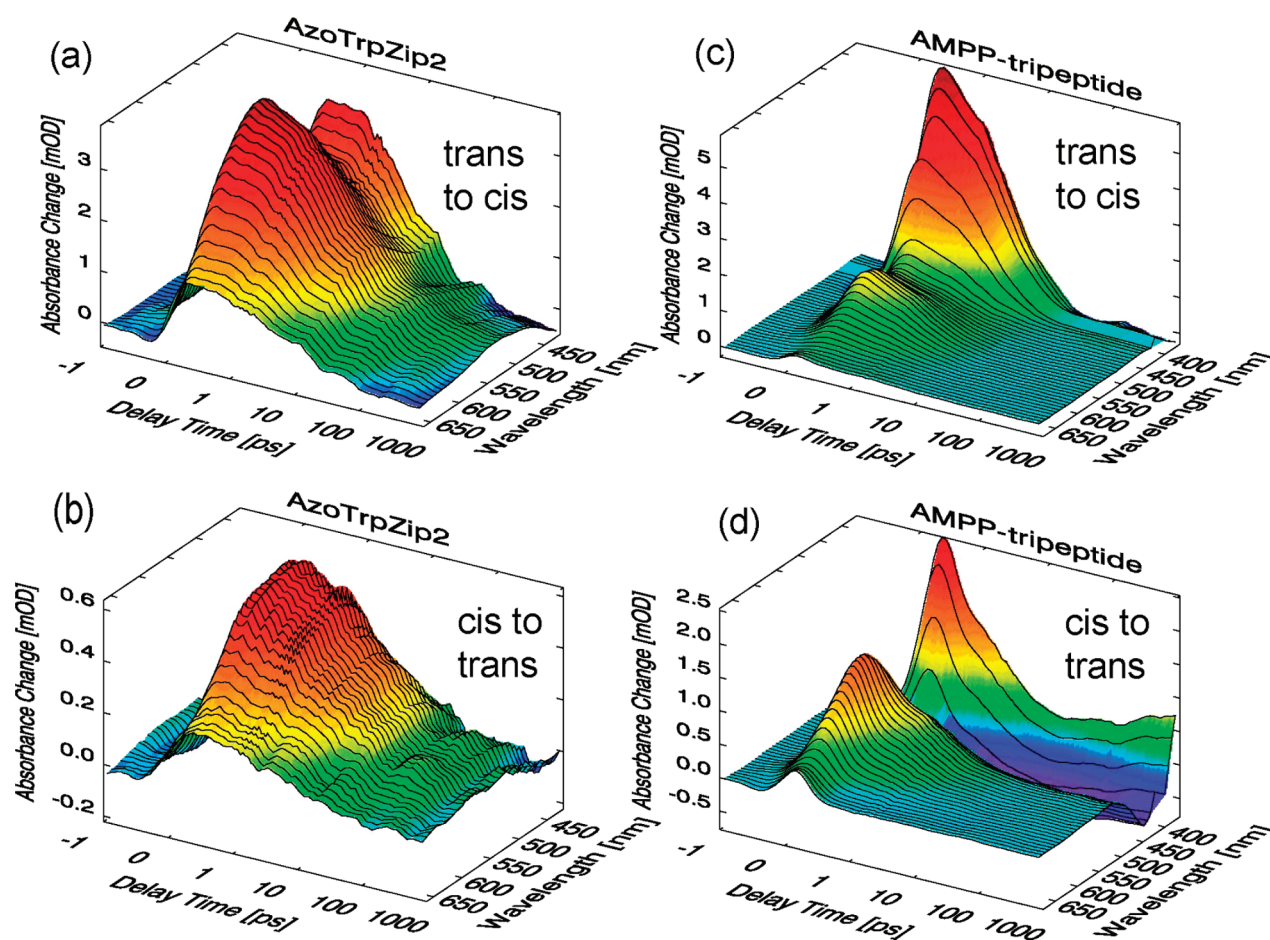 (a)
AzoTrpZip2
trans
to cis
Absorbance Change [mOD]
3
2
1
0
-1
0
1
10
100
1000
Delay Time [ps]
450
500
550
600
650
Wavelength [nm]
(c)
AMPP-tripeptide
trans
to cis
Absorbance Change [mOD]
5
4
3
2
1
0
-1
0
1
10
100
1000
Delay Time [ps]
400
450
500
550
600
650
Wavelength [nm]
(b)
AzoTrpZip2
cis to
trans
Absorbance Change [mOD]
0.6
0.4
0.2
0.0
-0.2
-1
0
1
10
100
1000
Delay Time [ps]
450
500
550
600
650
Wavelength [nm]
(d)
AMPP-tripeptide
cis to
trans
Absorbance Change [mOD]
2.5
2.0
1.5
1.0
0.5
0.0
-0.5
-1
0
1
10
100
1000
Delay Time [ps]
400
450
500
550
600
650
Wavelength [nm]